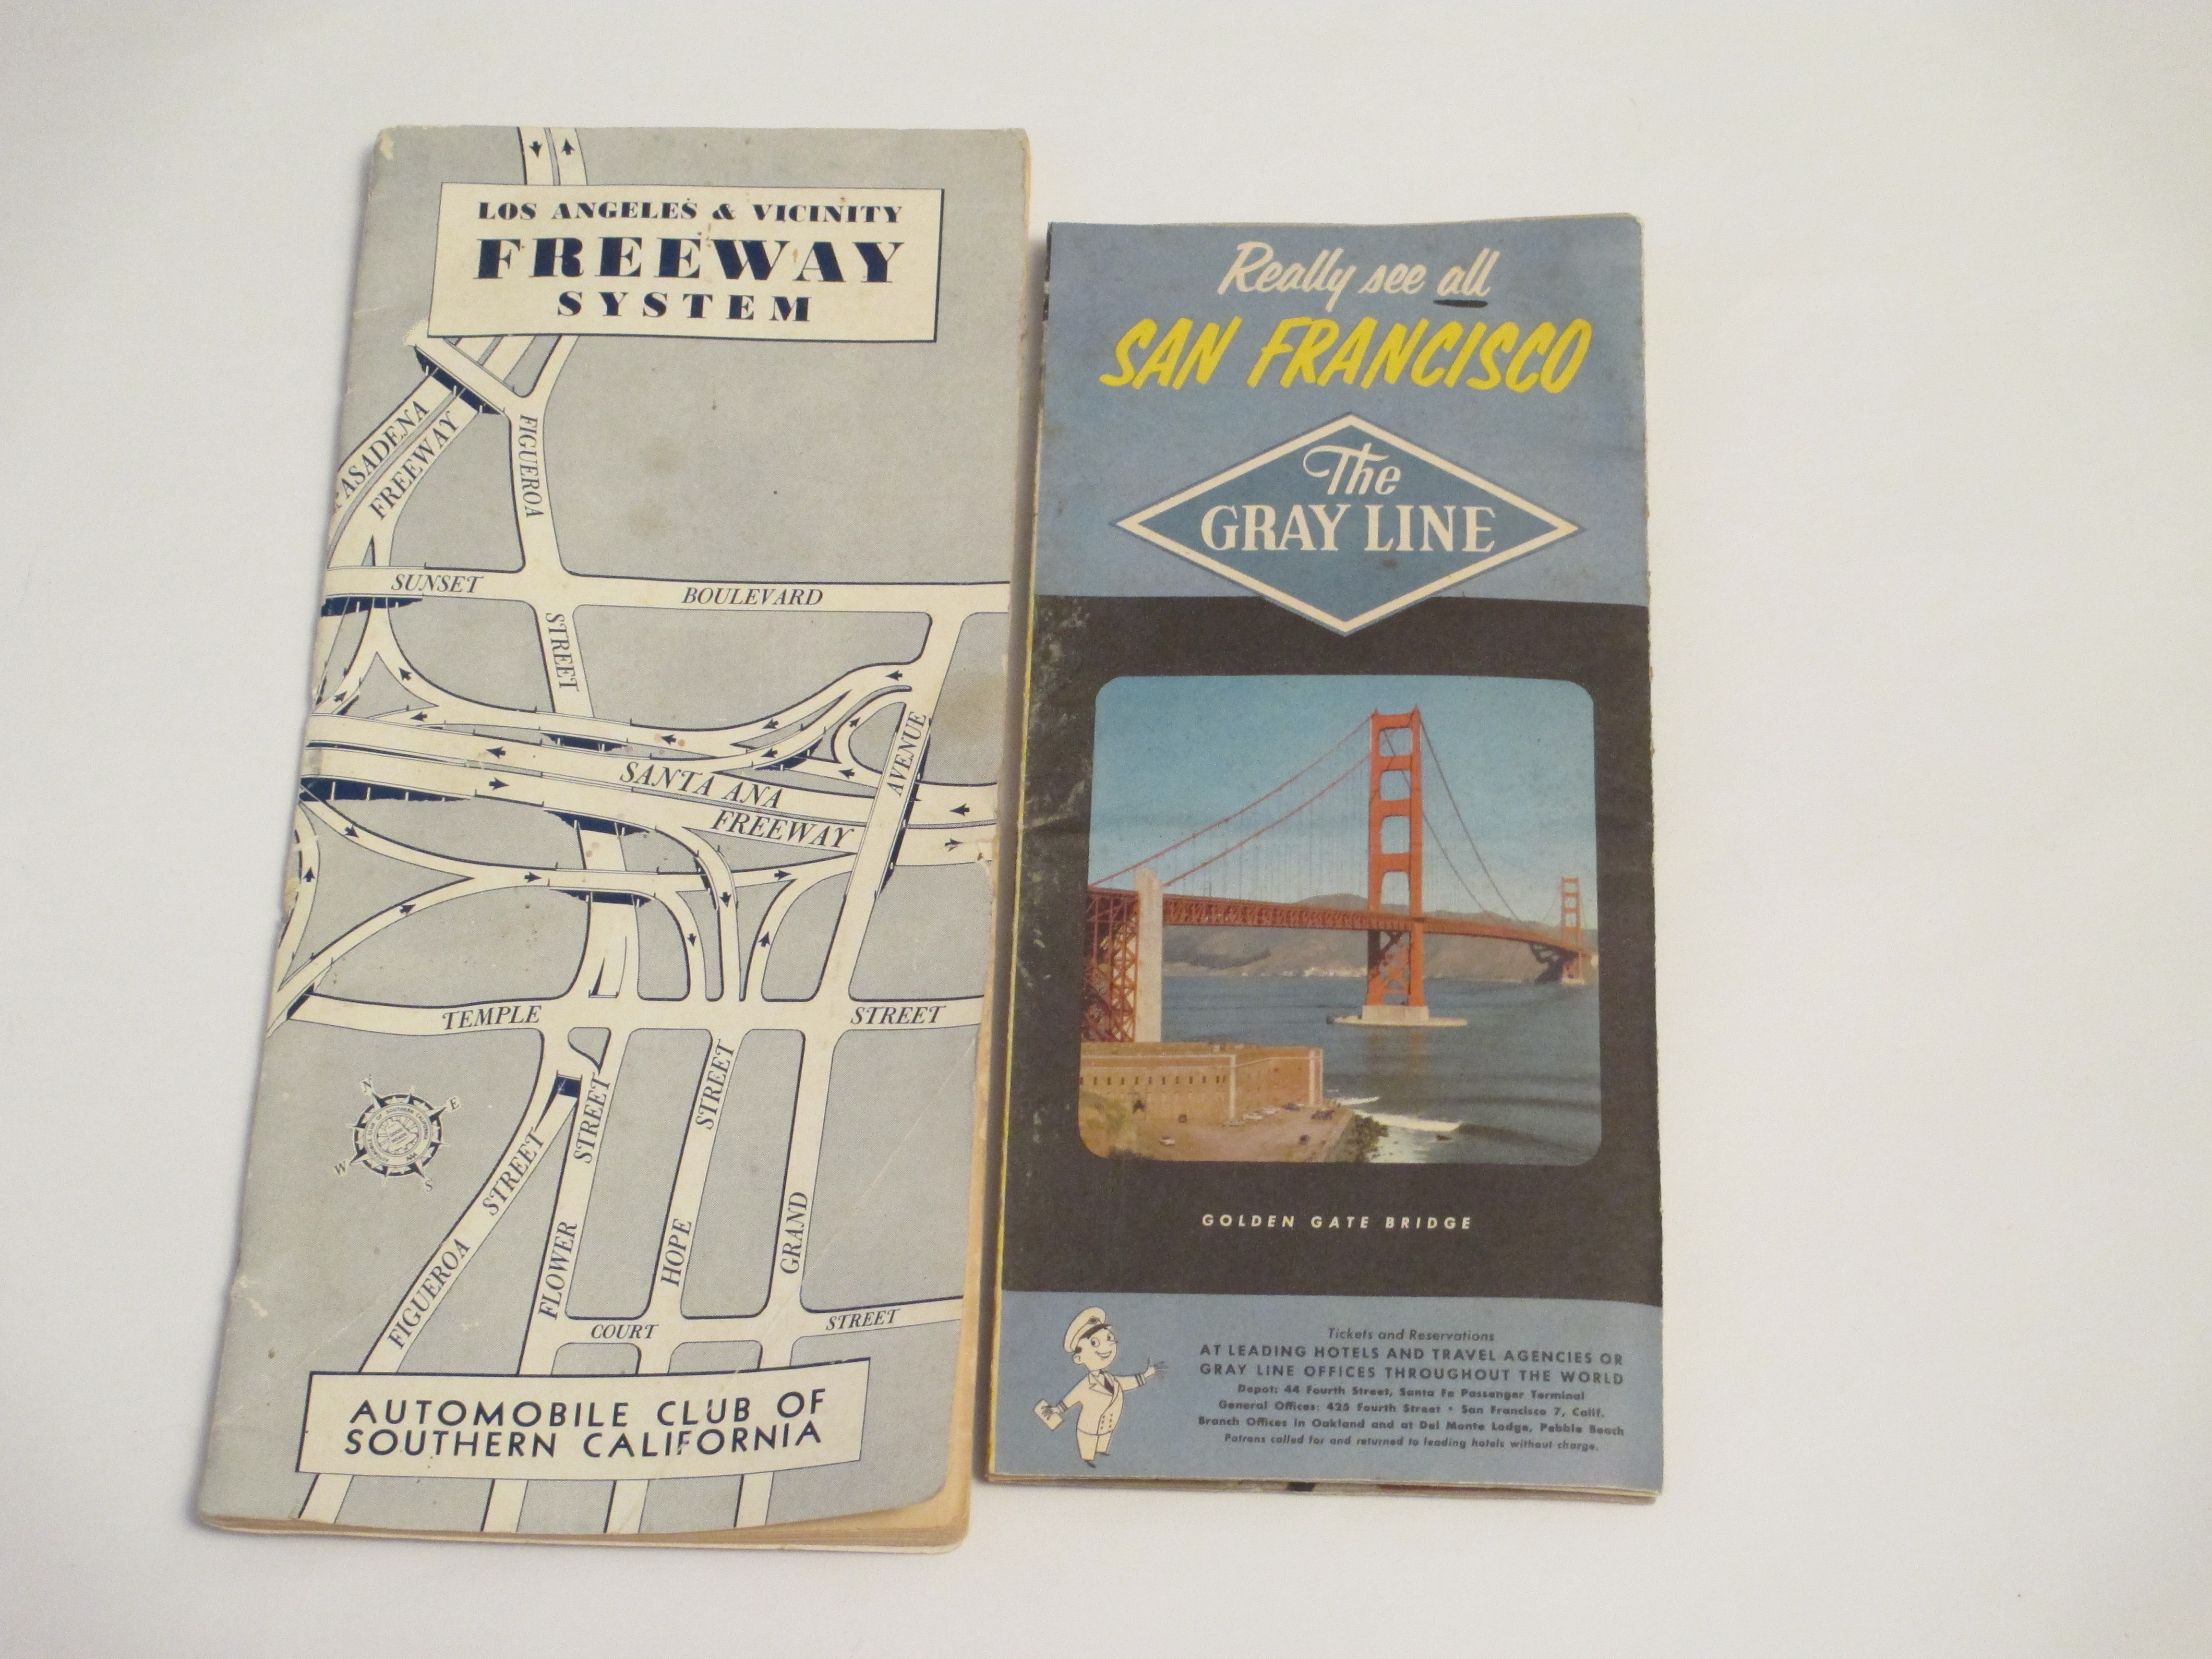 LOS ANGELES & VICINITY
FREEWAY
SYSTEM
PASADENA
FREEWAY
FIGUEROA
STREET
SUNSET BOULEVARD
AVENUE
SANTA ANA
FREEWAY
TEMPLE STREET
N
E
W
S
FIGUEROA STREET
FLOWER STREET
HOPE STREET
GRAND
COURT STREET
AUTOMOBILE CLUB OF
SOUTHERN CALIFORNIA
Really see all
SAN FRANCISCO
The
GRAY LINE
GOLDEN GATE BRIDGE
Tickets and Reservations
AT LEADING HOTELS AND TRAVEL AGENCIES OR
GRAY LINE OFFICES THROUGHOUT THE WORLD
Depot: 44 Fourth Street, Santa Fe Passenger Terminal
General Offices: 425 Fourth Street • San Francisco 7, Calif.
Branch Offices in Oakland and at Del Monte Lodge, Pebble Beach
Patrons called for and returned to leading hotels without charge.